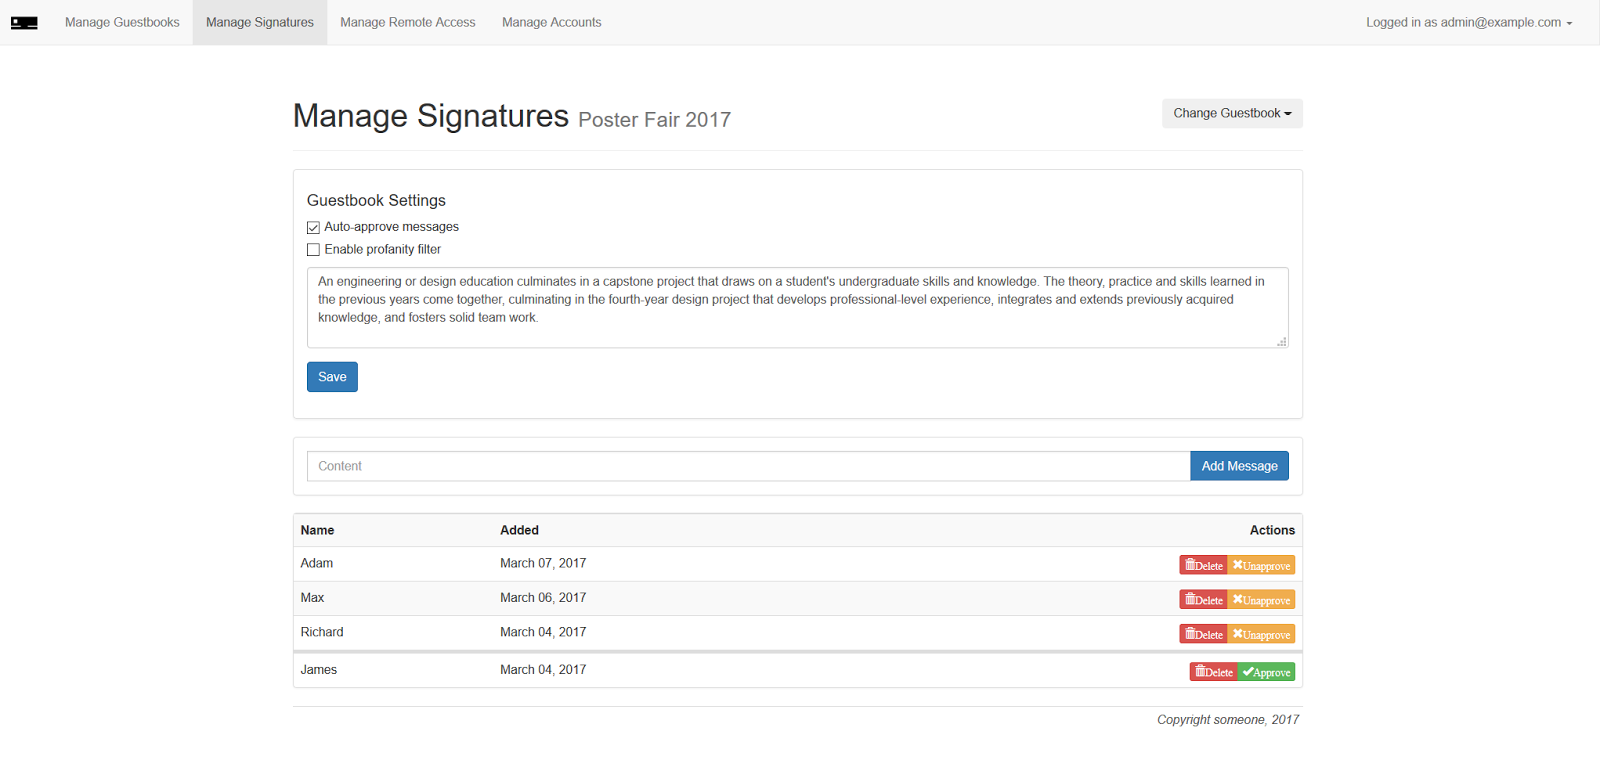 Manage Guestbooks Manage Signatures Manage Remote Access Manage Accounts Logged in as admin@example.com
Manage Signatures Poster Fair 2017 Change Guestbook
Guestbook Settings
Auto-approve messages
Enable profanity filter
An engineering or design education culminates in a capstone project that draws on a student's undergraduate skills and knowledge. The theory, practice and skills learned in
the previous years come together, culminating in the fourth-year design project that develops professional-level experience, integrates and extends previously acquired
knowledge, and fosters solid team work.
Save
Content Add Message
Name Added Actions
Adam March 07, 2017 Delete Unapprove
Max March 06, 2017 Delete Unapprove
Richard March 04, 2017 Delete Unapprove
James March 04, 2017 Delete Approve
Copyright someone, 2017